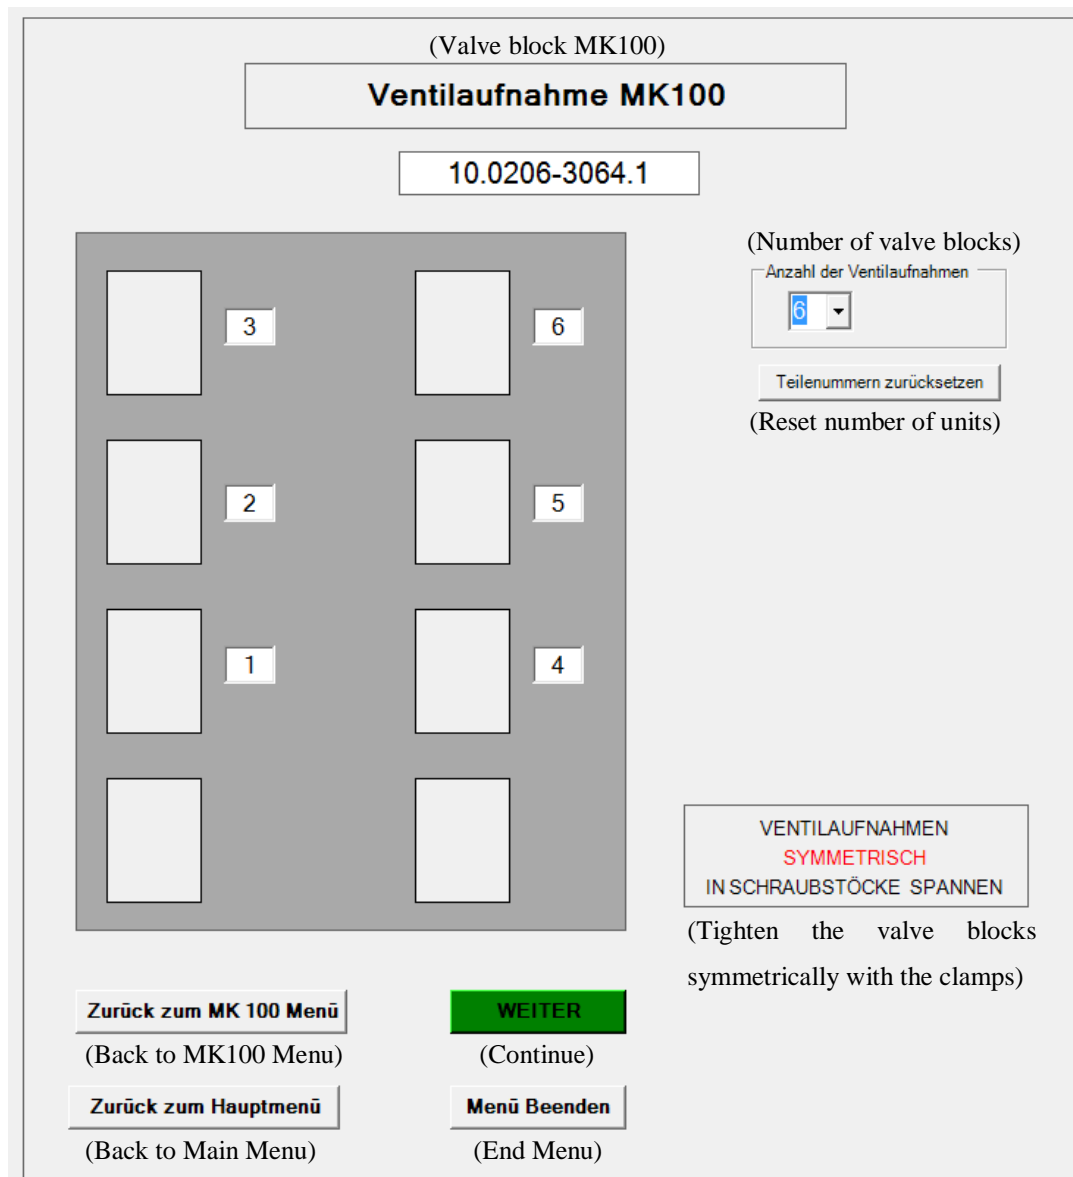 (Valve block MK100)
Ventilaufnahme MK100
10.0206-3064.1
(Number of valve blocks)
Anzahl der Ventilaufnahmen
6
Teilenummern zurücksetzen
(Reset number of units)
3
6
2
5
1
4
VENTILAUFNAHMEN
SYMMETRISCH
IN SCHRAUBSTÖCKE SPANNEN
(Tighten the valve blocks
symmetrically with the clamps)
Zurück zum MK 100 Menü
WEITER
(Back to MK100 Menu)
(Continue)
Zurück zum Hauptmenü
Menü Beenden
(Back to Main Menu)
(End Menu)